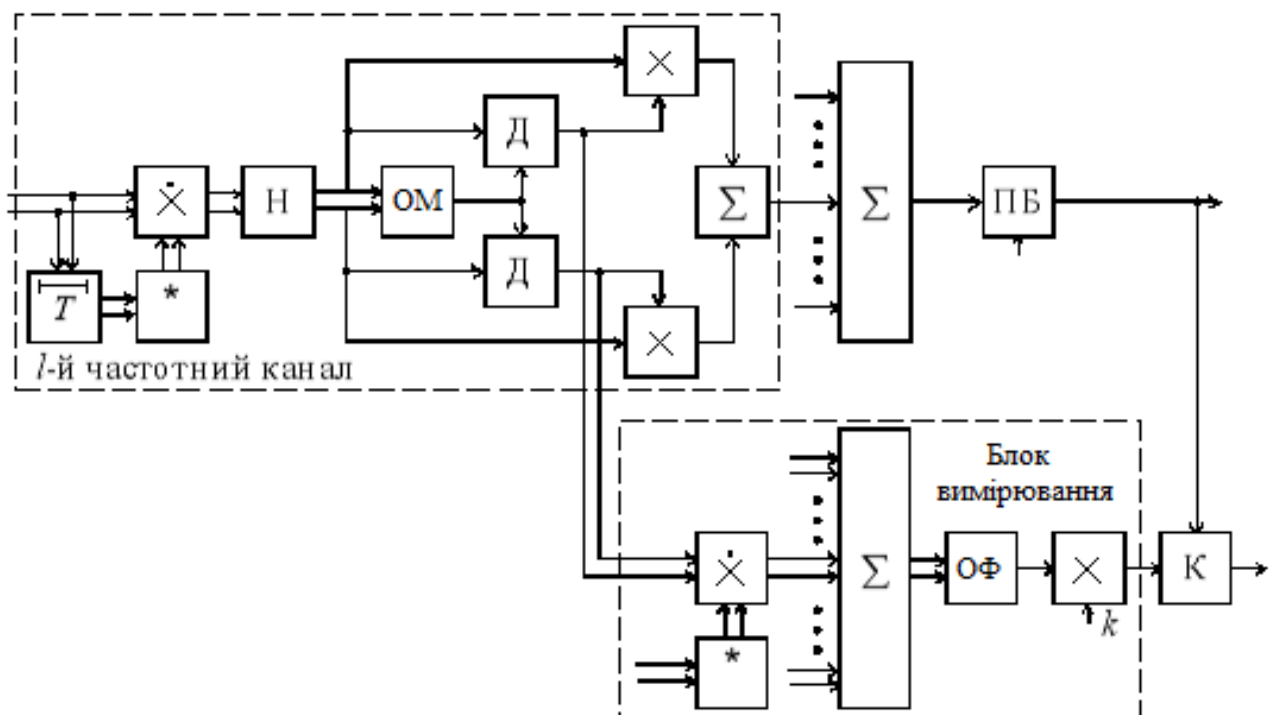 ×
Д
×̇
Н
ОМ
Σ
Σ
ПБ
Д
T
*
×
l-й частотний канал
Блок
вимірювання
×̇
Σ
ОФ
×
К
k
*